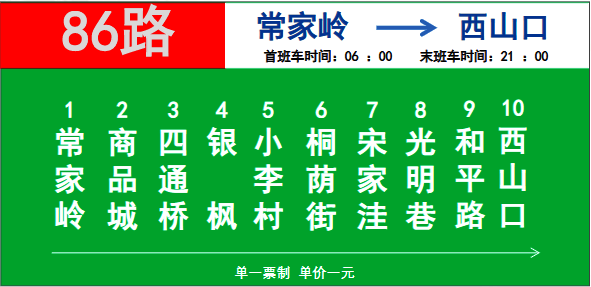 86路
常家岭 西山口
首班车时间：06 ：00 末班车时间：21 ：00
1 常家岭
2 商品城
3 四通桥
4 银枫
5 小李村
6 桐荫街
7 宋家洼
8 光明巷
9 和平路
10 西山口
单一票制 单价一元